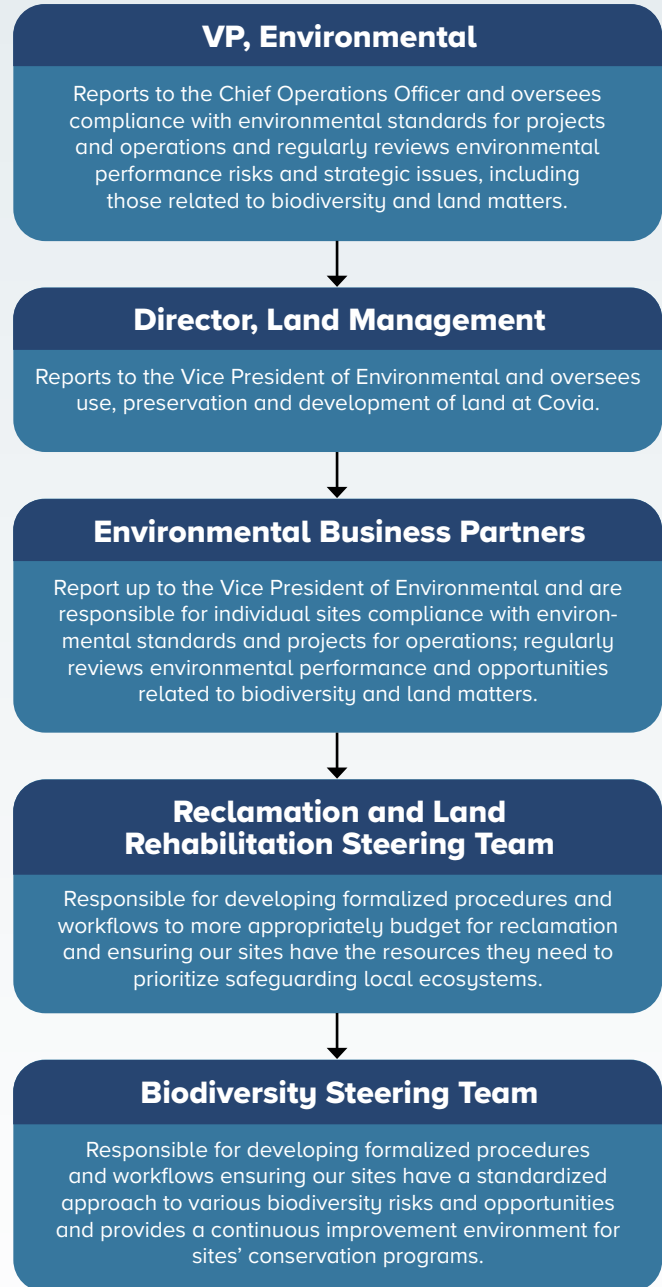 VP, Environmental
Reports to the Chief Operations Officer and oversees
compliance with environmental standards for projects
and operations and regularly reviews environmental
performance risks and strategic issues, including
those related to biodiversity and land matters.
Director, Land Management
Reports to the Vice President of Environmental and oversees
use, preservation and development of land at Covia.
Environmental Business Partners
Report up to the Vice President of Environmental and are
responsible for individual sites compliance with environ-
mental standards and projects for operations; regularly
reviews environmental performance and opportunities
related to biodiversity and land matters.
Reclamation and Land
Rehabilitation Steering Team
Responsible for developing formalized procedures and
workflows to more appropriately budget for reclamation
and ensuring our sites have the resources they need to
prioritize safeguarding local ecosystems.
Biodiversity Steering Team
Responsible for developing formalized procedures
and workflows ensuring our sites have a standardized
approach to various biodiversity risks and opportunities
and provides a continuous improvement environment for
sites’ conservation programs.